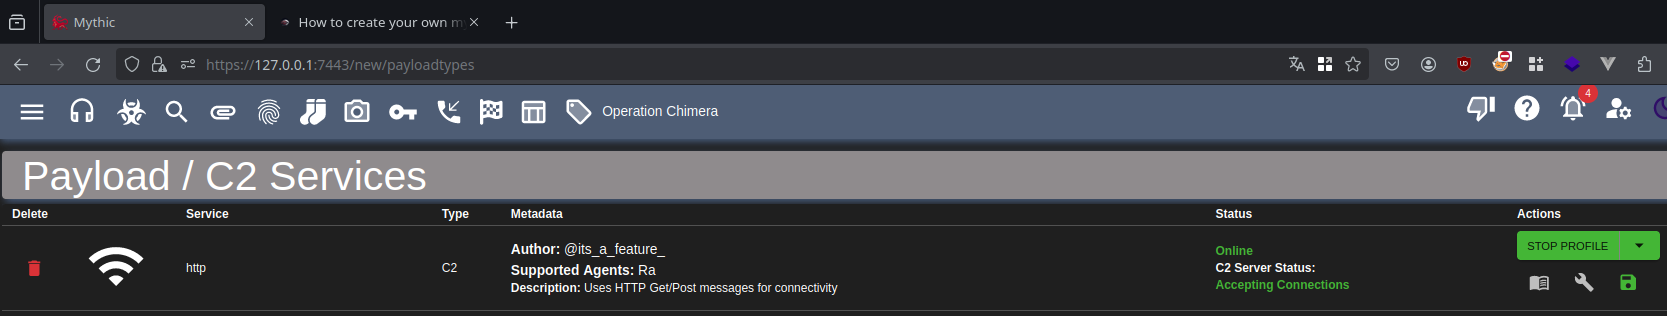 Mythic
How to create your own m
https://127.0.0.1:7443/new/payloadtypes
Operation Chimera
4
Payload / C2 Services
Delete Service Type Metadata Status Actions
http C2
Author: @its_a_feature_
Supported Agents: Ra
Description: Uses HTTP Get/Post messages for connectivity
Online
C2 Server Status:
Accepting Connections
STOP PROFILE